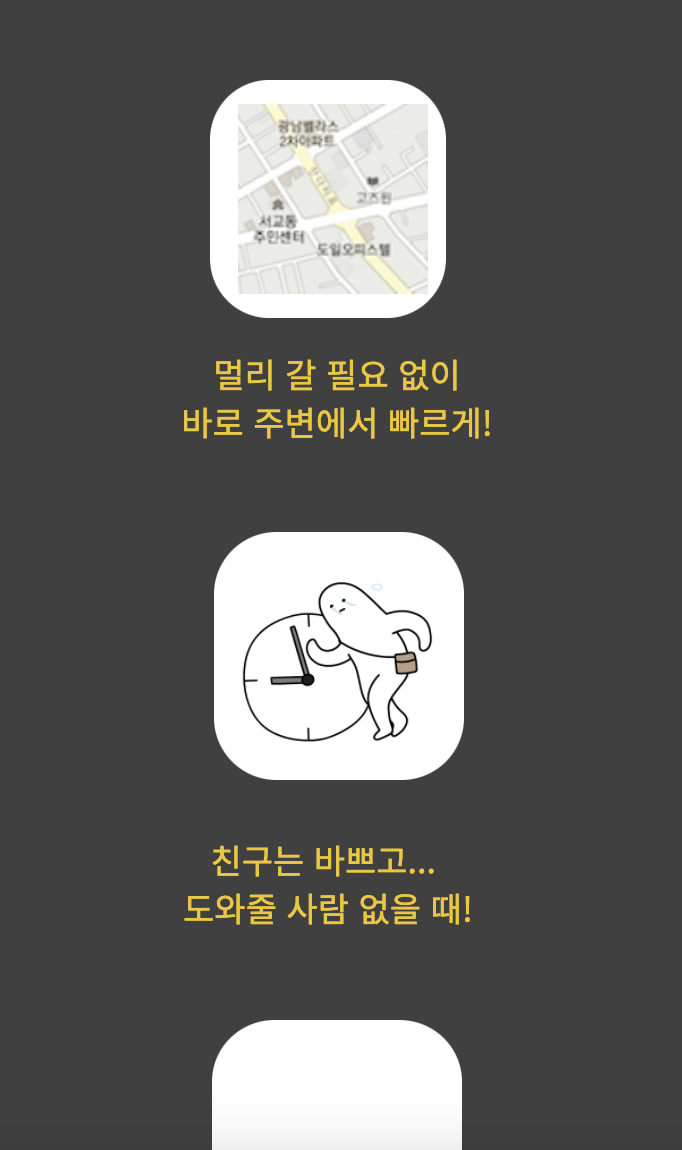 광남벨라스
2차아파트
고즈원
서교동
주민센터
도일오피스텔
멀리 갈 필요 없이
바로 주변에서 빠르게!
친구는 바쁘고...
도와줄 사람 없을 때!